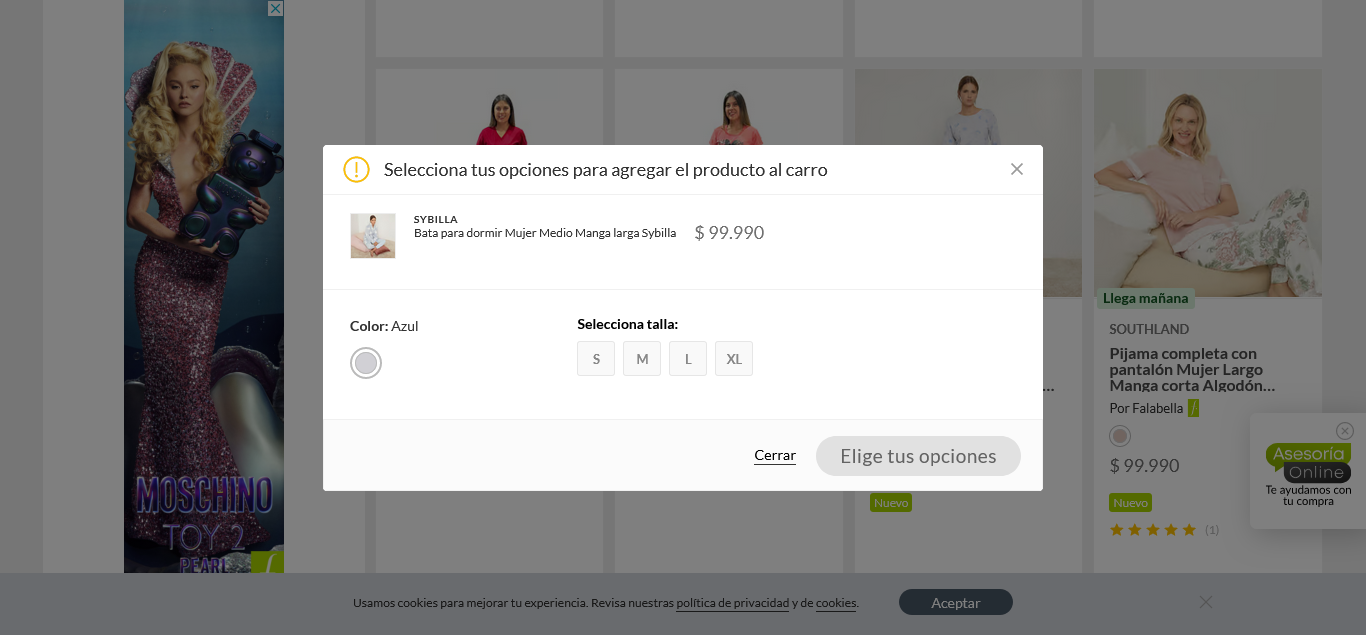 Selecciona tus opciones para agregar el producto al carro
SYBILLA
Bata para dormir Mujer Medio Manga larga Sybilla
$ 99.990
Color: Azul
Selecciona talla:
S
M
L
XL
Cerrar
Elige tus opciones
MOSCHINO
TOY 2
PEARL
f
Nuevo
Llega mañana
SOUTHLAND
Pijama completa con
pantalón Mujer Largo
Manga corta Algodón...
Por Falabella f
$ 99.990
Nuevo
(1)
Asesoría
Online
Te ayudamos con
tu compra
Usamos cookies para mejorar tu experiencia. Revisa nuestras política de privacidad y de cookies.
Aceptar